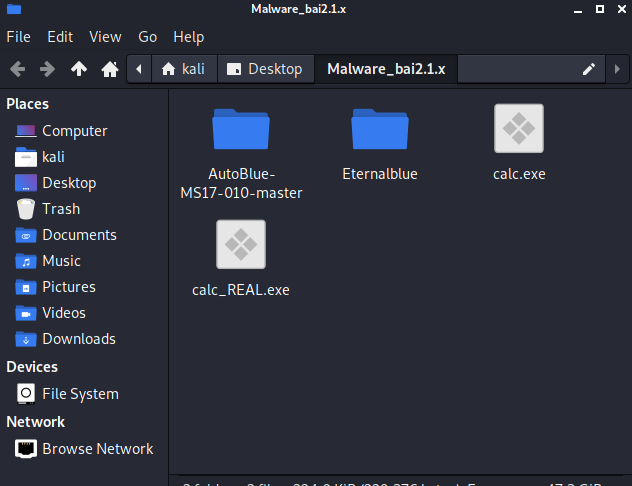 Malware_bai2.1.x
File Edit View Go Help
kali Desktop Malware_bai2.1.x
Places
Computer
kali
Desktop
Trash
Documents
Music
Pictures
Videos
Downloads
Devices
File System
Network
Browse Network
AutoBlue-
MS17-010-master
Eternalblue
calc.exe
calc_REAL.exe